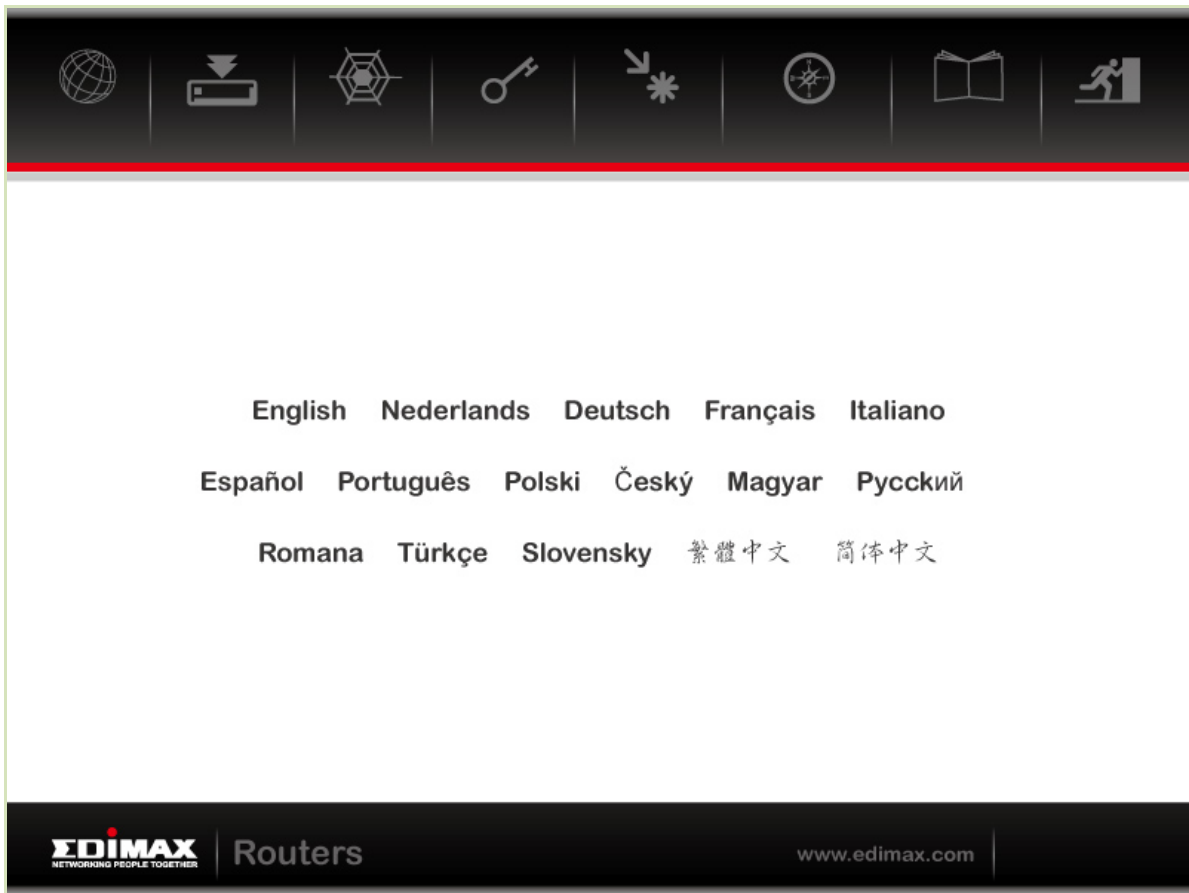 English Nederlands Deutsch Français Italiano
Español Português Polski Český Magyar Русский
Romana Türkçe Slovensky 繁體中文 简体中文
EDIMAX
NETWORKING PEOPLE TOGETHER
Routers
www.edimax.com